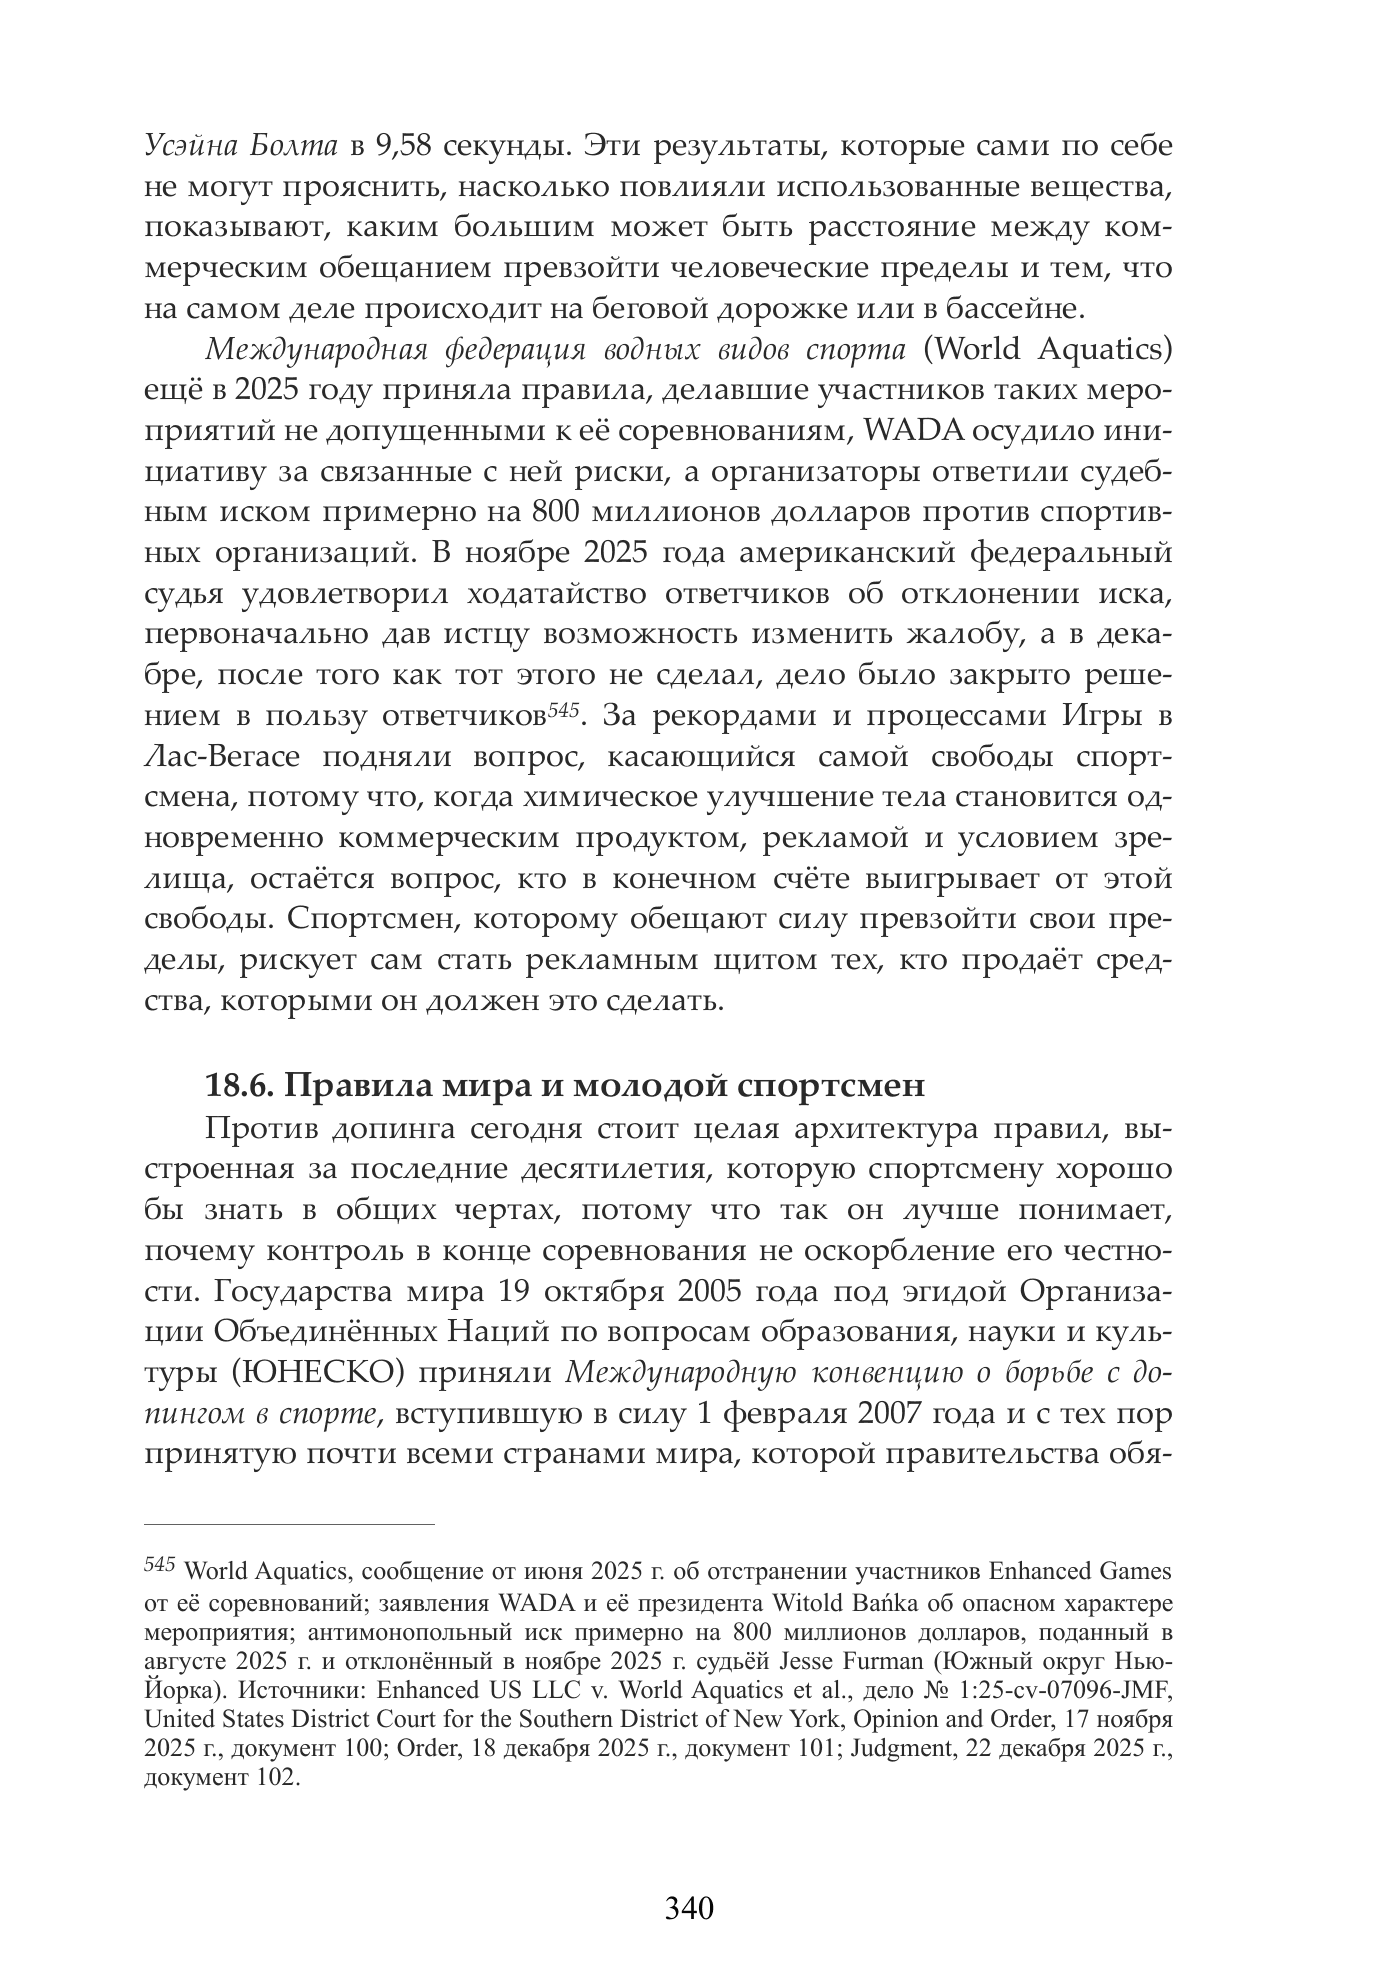 Усэйна Болта в 9,58 секунды. Эти результаты, которые сами по себе
не могут прояснить, насколько повлияли использованные вещества,
показывают, каким большим может быть расстояние между ком-
мерческим обещанием превзойти человеческие пределы и тем, что
на самом деле происходит на беговой дорожке или в бассейне.
Международная федерация водных видов спорта (World Aquatics)
ещё в 2025 году приняла правила, делавшие участников таких меро-
приятий не допущенными к её соревнованиям, WADA осудило ини-
циативу за связанные с ней риски, а организаторы ответили судеб-
ным иском примерно на 800 миллионов долларов против спортив-
ных организаций. В ноябре 2025 года американский федеральный
судья удовлетворил ходатайство ответчиков об отклонении иска,
первоначально дав истцу возможность изменить жалобу, а в дека-
бре, после того как тот этого не сделал, дело было закрыто реше-
нием в пользу ответчиков545. За рекордами и процессами Игры в
Лас-Вегасе подняли вопрос, касающийся самой свободы спорт-
смена, потому что, когда химическое улучшение тела становится од-
новременно коммерческим продуктом, рекламой и условием зре-
лища, остаётся вопрос, кто в конечном счёте выигрывает от этой
свободы. Спортсмен, которому обещают силу превзойти свои пре-
делы, рискует сам стать рекламным щитом тех, кто продаёт сред-
ства, которыми он должен это сделать.
18.6. Правила мира и молодой спортсмен
Против допинга сегодня стоит целая архитектура правил, вы-
строенная за последние десятилетия, которую спортсмену хорошо
бы знать в общих чертах, потому что так он лучше понимает,
почему контроль в конце соревнования не оскорбление его честно-
сти. Государства мира 19 октября 2005 года под эгидой Организа-
ции Объединённых Наций по вопросам образования, науки и куль-
туры (ЮНЕСКО) приняли Международную конвенцию о борьбе с до-
пингом в спорте, вступившую в силу 1 февраля 2007 года и с тех пор
принятую почти всеми странами мира, которой правительства обя-
545 World Aquatics, сообщение от июня 2025 г. об отстранении участников Enhanced Games
от её соревнований; заявления WADA и её президента Witold Bańka об опасном характере
мероприятия; антимонопольный иск примерно на 800 миллионов долларов, поданный в
августе 2025 г. и отклонённый в ноябре 2025 г. судьёй Jesse Furman (Южный округ Нью-
Йорка). Источники: Enhanced US LLC v. World Aquatics et al., дело № 1:25-cv-07096-JMF,
United States District Court for the Southern District of New York, Opinion and Order, 17 ноября
2025 г., документ 100; Order, 18 декабря 2025 г., документ 101; Judgment, 22 декабря 2025 г.,
документ 102.
340